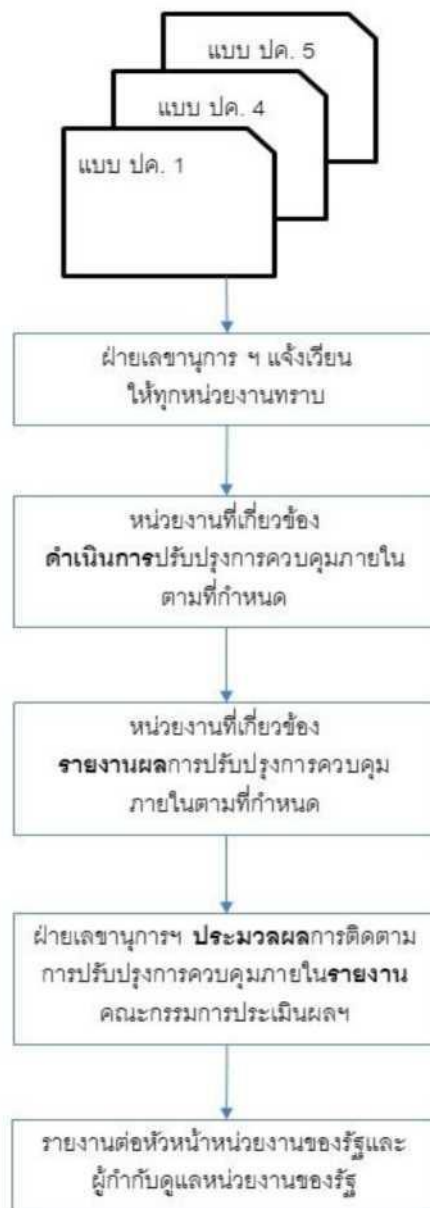 แบบ ปค. 5
แบบ ปค. 4
แบบ ปค. 1
ฝ่ายเลขานุการ ฯ แจ้งเวียน
ให้ทุกหน่วยงานทราบ
หน่วยงานที่เกี่ยวข้อง
ดำเนินการปรับปรุงการควบคุมภายใน
ตามที่กำหนด
หน่วยงานที่เกี่ยวข้อง
รายงานผลการปรับปรุงการควบคุม
ภายในตามที่กำหนด
ฝ่ายเลขานุการฯ ประมวลผลการติดตาม
การปรับปรุงการควบคุมภายในรายงาน
คณะกรรมการประเมินผลฯ
รายงานต่อหัวหน้าหน่วยงานของรัฐและ
ผู้กำกับดูแลหน่วยงานของรัฐ